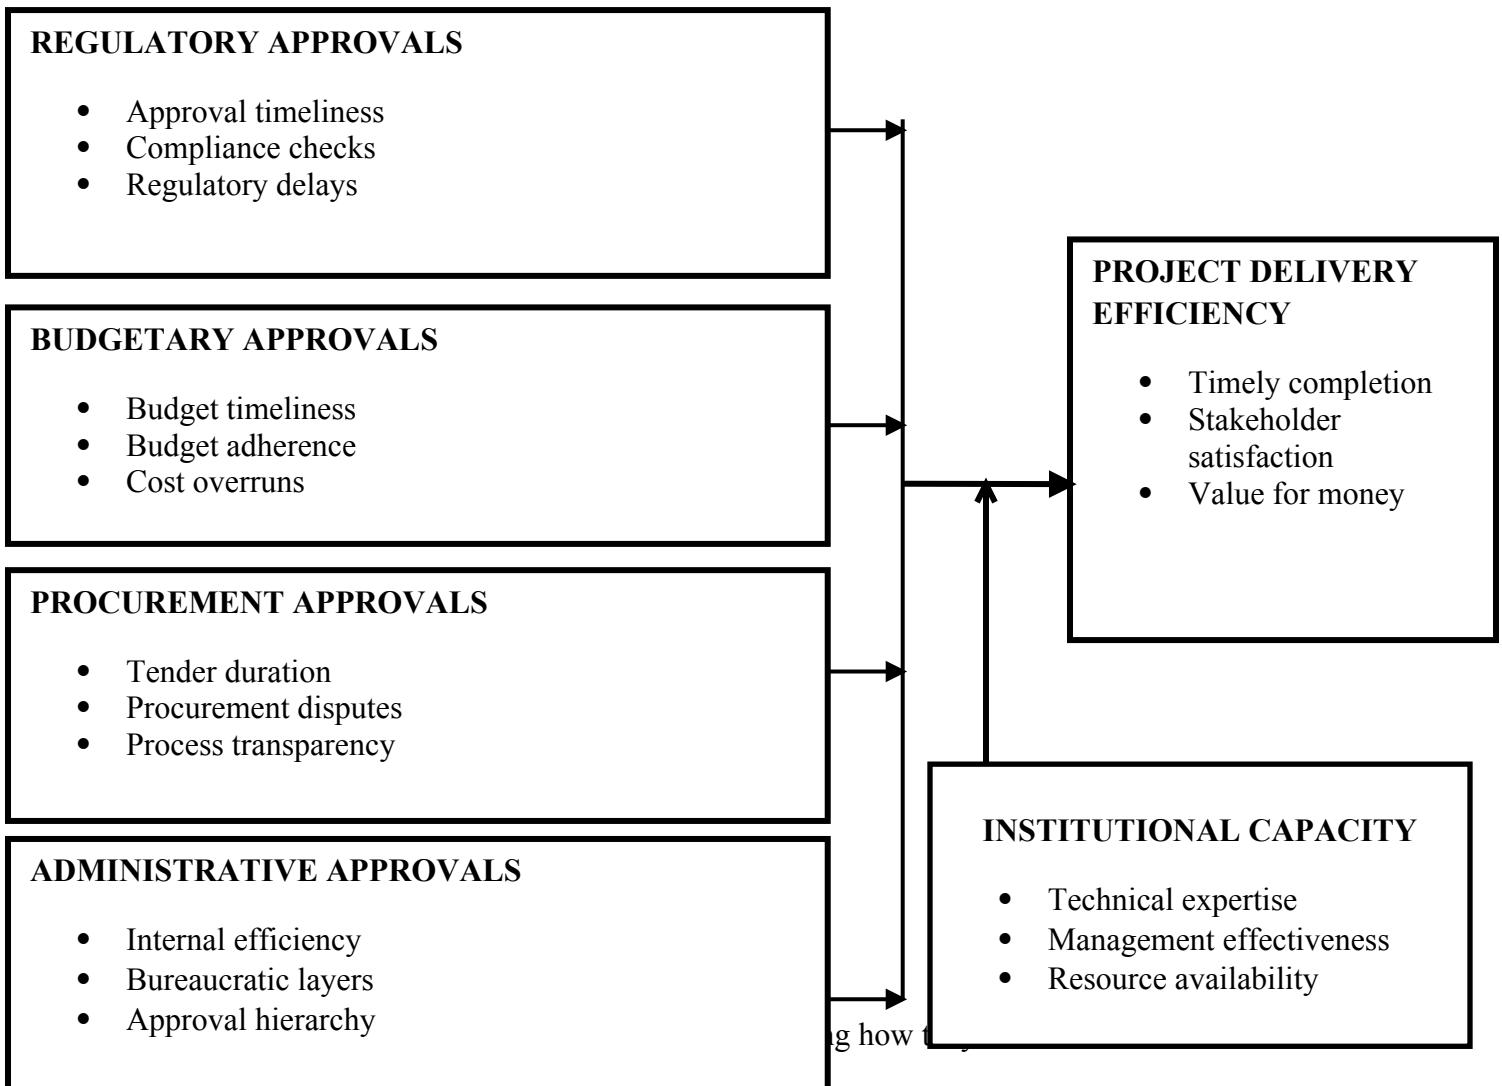 REGULATORY APPROVALS
• Approval timeliness
• Compliance checks
• Regulatory delays
BUDGETARY APPROVALS
• Budget timeliness
• Budget adherence
• Cost overruns
PROCUREMENT APPROVALS
• Tender duration
• Procurement disputes
• Process transparency
ADMINISTRATIVE APPROVALS
• Internal efficiency
• Bureaucratic layers
• Approval hierarchy
PROJECT DELIVERY
EFFICIENCY
• Timely completion
• Stakeholder
satisfaction
• Value for money
INSTITUTIONAL CAPACITY
• Technical expertise
• Management effectiveness
• Resource availability
how